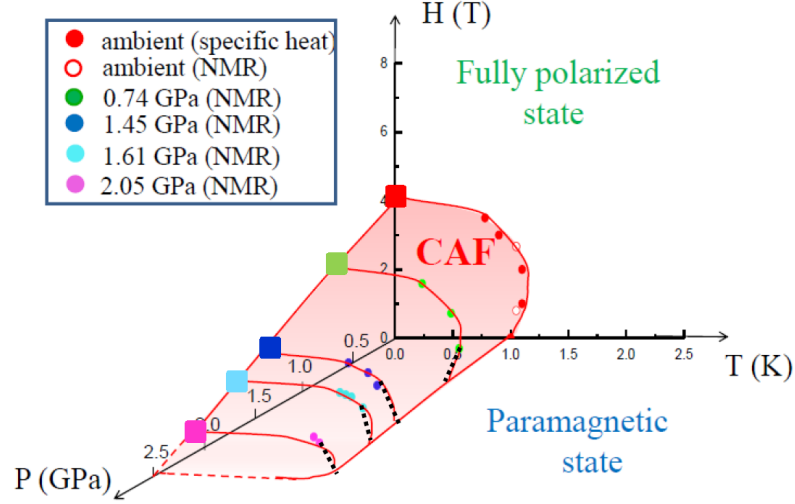 H (T)
ambient (specific heat)
ambient (NMR)
0.74 GPa (NMR)
1.45 GPa (NMR)
1.61 GPa (NMR)
2.05 GPa (NMR)
Fully polarized
state
8
6
4
2
0
CAF
0.0
0.5
1.0
1.5
2.0
2.5
T (K)
0.5
1.0
1.5
2.0
2.5
P (GPa)
Paramagnetic
state